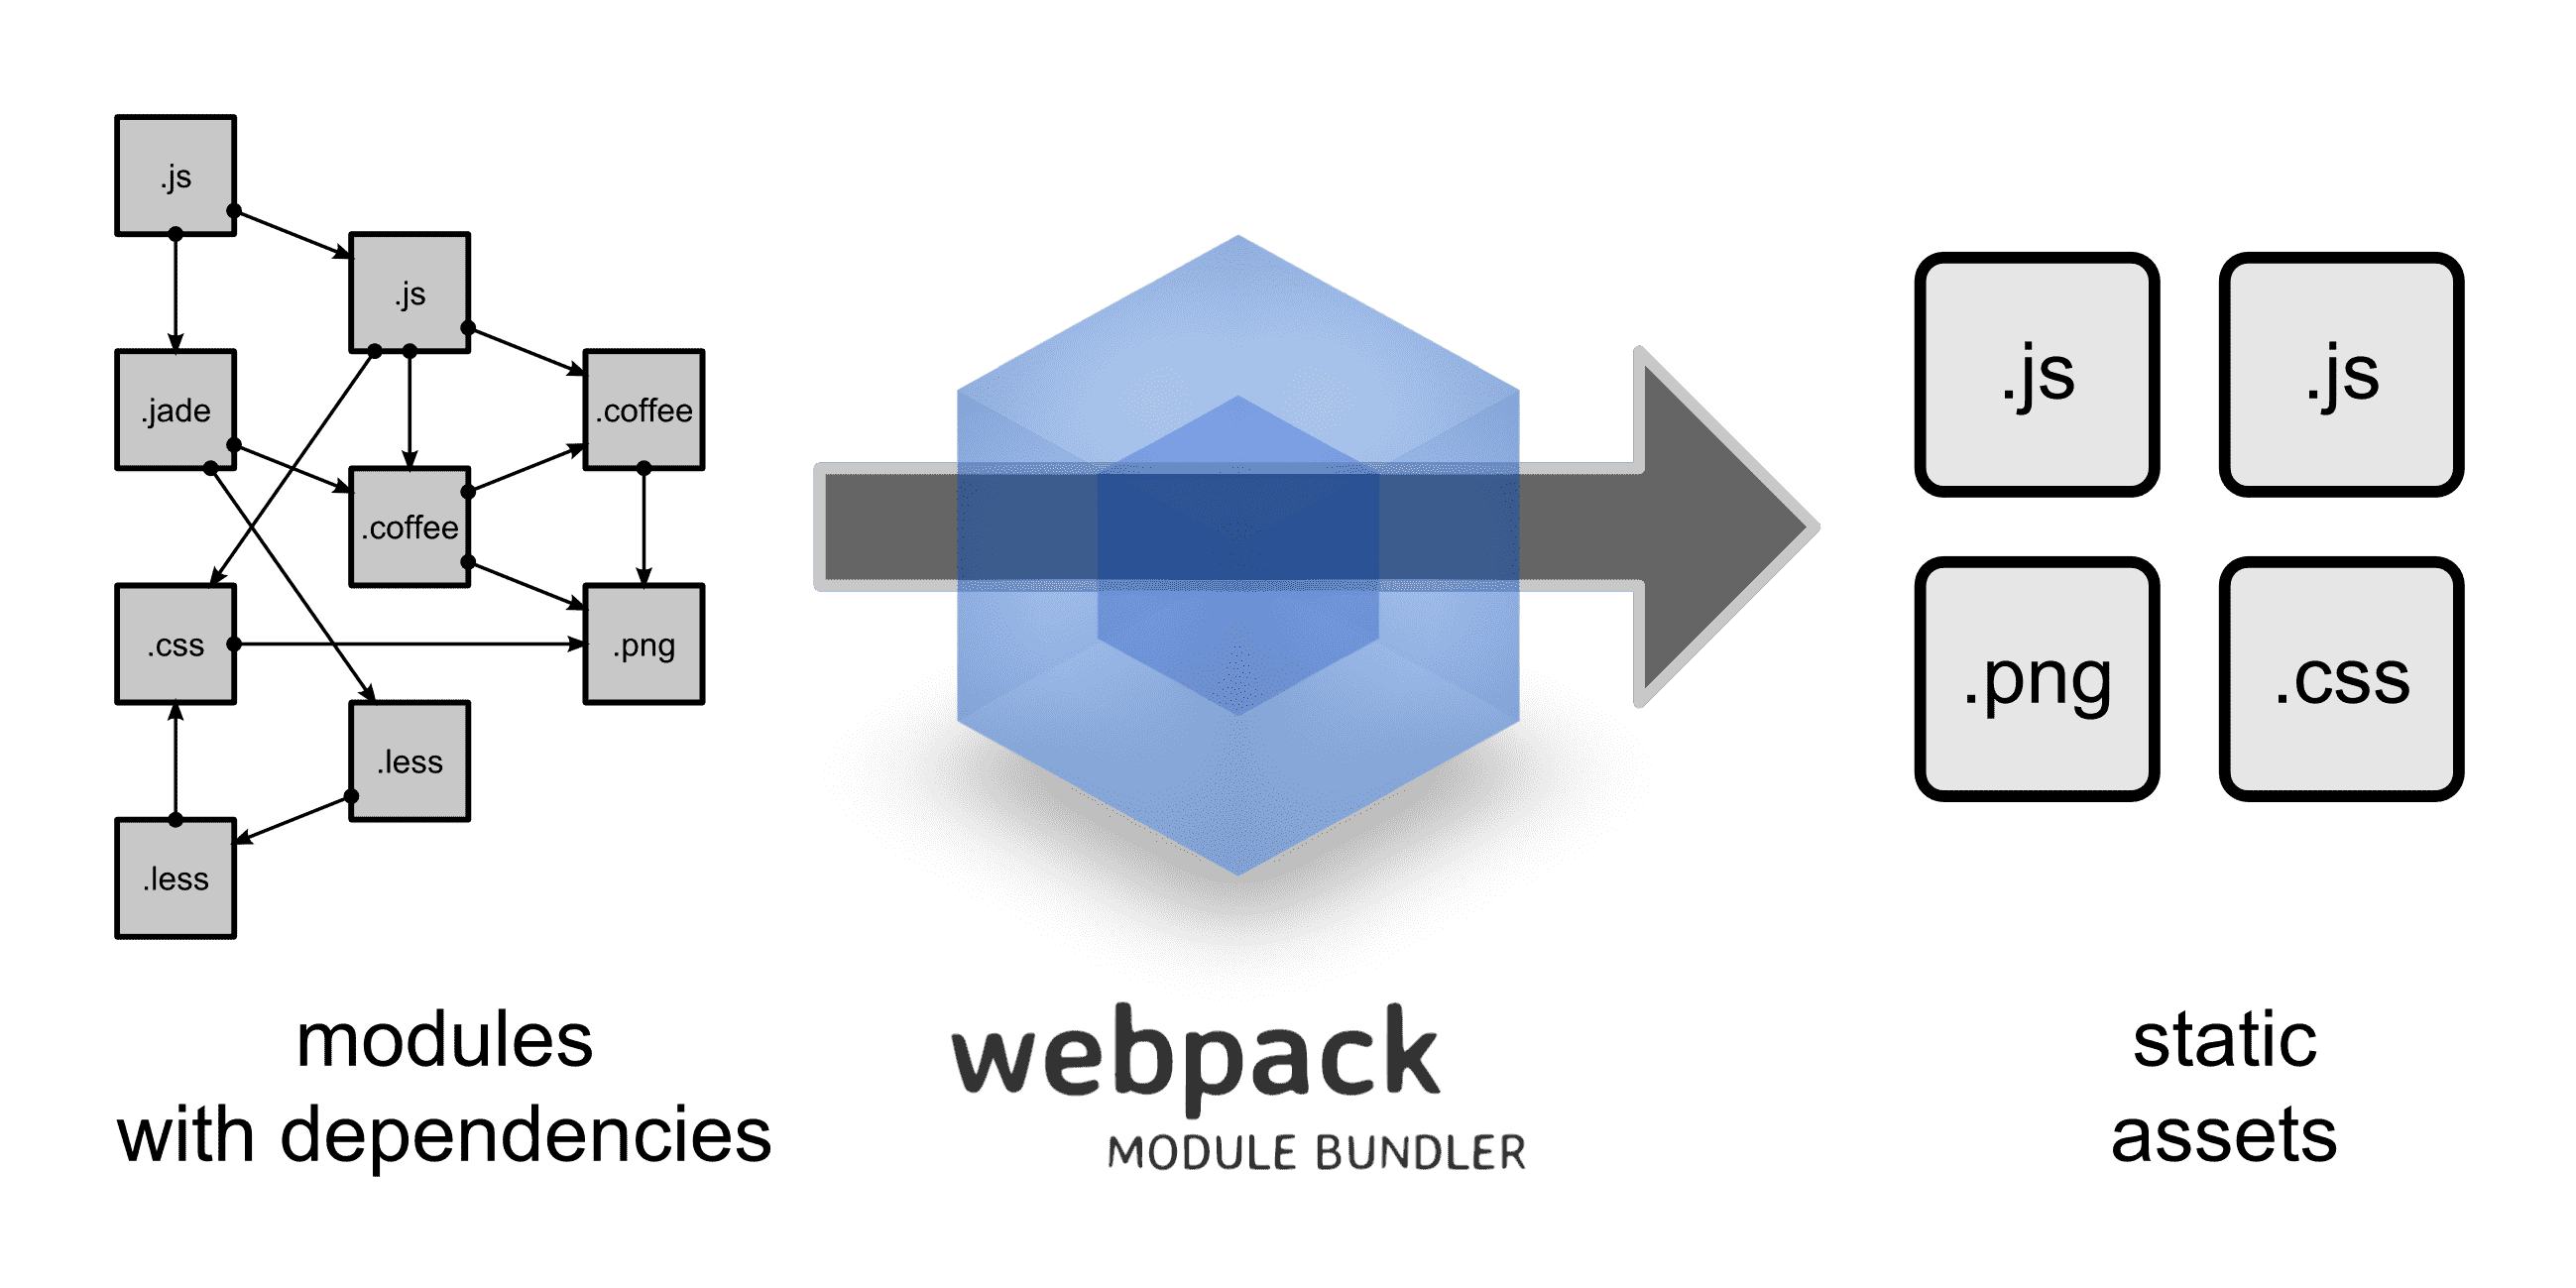 .js
.js
.jade
.coffee
.coffee
.css
.png
.less
.less
modules
with dependencies
webpack
MODULE BUNDLER
.js
.js
.png
.css
static
assets